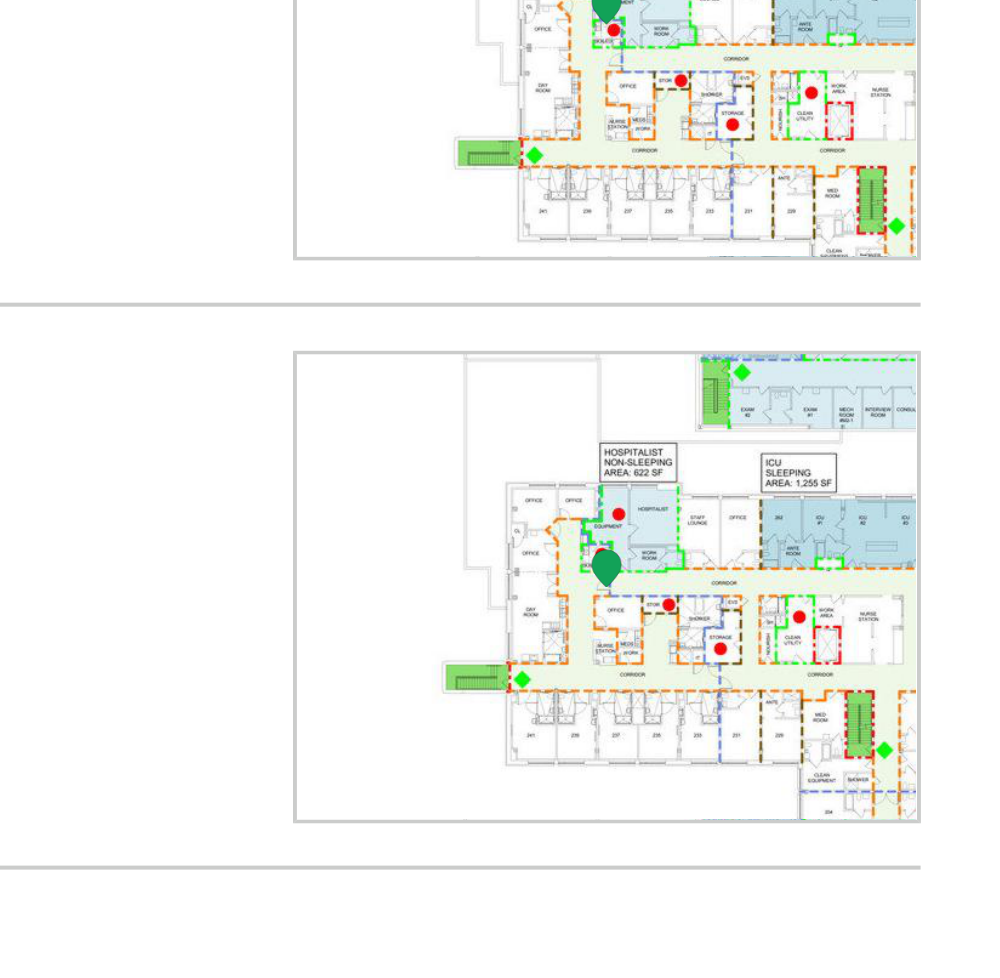 OFFICE
WORK
ROOM
ANTE
ROOM
CORRIDOR
DAY
ROOM
OFFICE
STOR
SHOWER
EVS
STORAGE
CLEAN
UTILITY
WORK
AREA
NURSE
STATION
NOURISH
NURSE
STATION
MEDS
WORK
CORRIDOR
CORRIDOR
241
239
237
235
233
231
229
ANTE
MED
ROOM
CLEAN
EQUIPMENT
SHOWER
EXAM
#2
EXAM
#1
MECH
ROOM
INTERVIEW
ROOM
CONSUL
HOSPITALIST
NON-SLEEPING
AREA: 622 SF
ICU
SLEEPING
AREA: 1,255 SF
OFFICE
OFFICE
CL
OFFICE
EQUIPMENT
HOSPITALIST
STAFF
LOUNGE
OFFICE
ICU
#1
ICU
#2
ICU
#3
WORK
ROOM
ANTE
ROOM
CORRIDOR
DAY
ROOM
OFFICE
STOR
SHOWER
EVS
STORAGE
NOURISH
CLEAN
UTILITY
WORK
AREA
NURSE
STATION
NURSE
STATION
MEDS
WORK
CORRIDOR
CORRIDOR
241
239
237
235
233
231
229
ANTE
MED
ROOM
CLEAN
EQUIPMENT
SHOWER